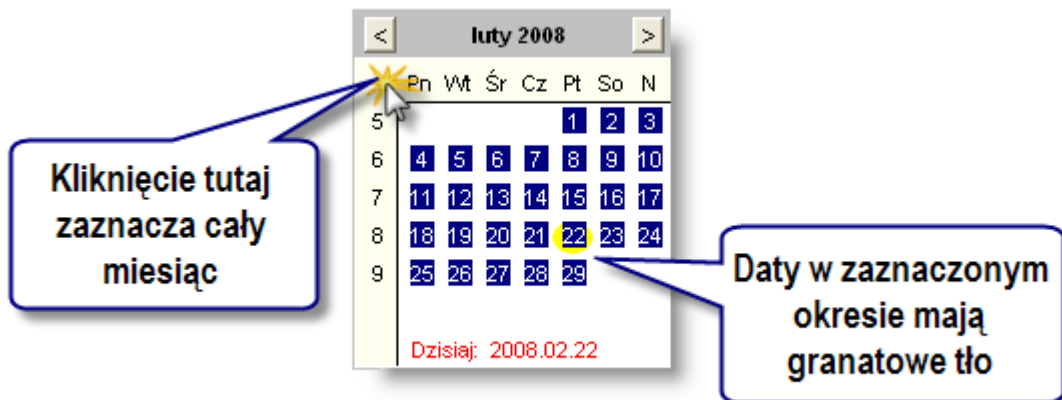 < luty 2008 >
Pn Wt Śr Cz Pt So N
5 1 2 3
6 4 5 6 7 8 9 10
7 11 12 13 14 15 16 17
8 18 19 20 21 22 23 24
9 25 26 27 28 29
Dzisiaj: 2008.02.22
Kliknięcie tutaj
zaznacza cały
miesiąc
Daty w zaznaczonym
okresie mają
granatowe tło